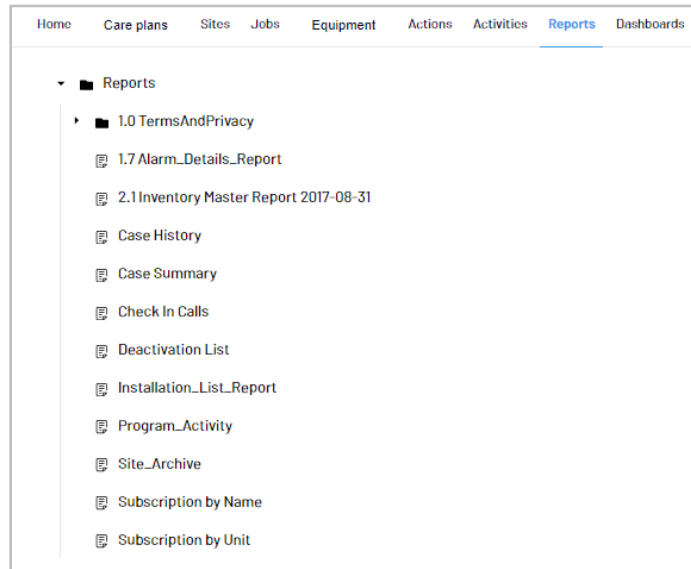 Home Care plans Sites Jobs Equipment Actions Activities Reports Dashboards
Reports
1.0 TermsAndPrivacy
1.7 Alarm_Details_Report
2.1 Inventory Master Report 2017-08-31
Case History
Case Summary
Check In Calls
Deactivation List
Installation_List_Report
Program_Activity
Site_Archive
Subscription by Name
Subscription by Unit